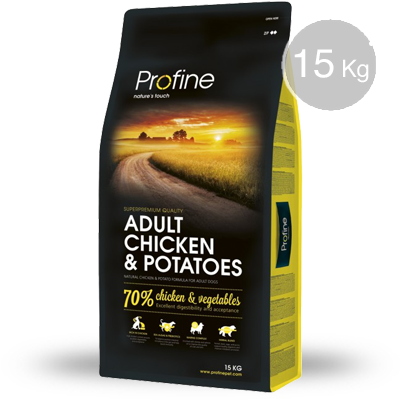 15 Kg
Profine
nature's touch
SUPERPREMIUM QUALITY
ADULT
CHICKEN
& POTATOES
NATURAL CHICKEN & POTATO FORMULA FOR ADULT DOGS
70% chicken & vegetables
Excellent digestibility and acceptance
15 KG
www.profinepet.com
Profine